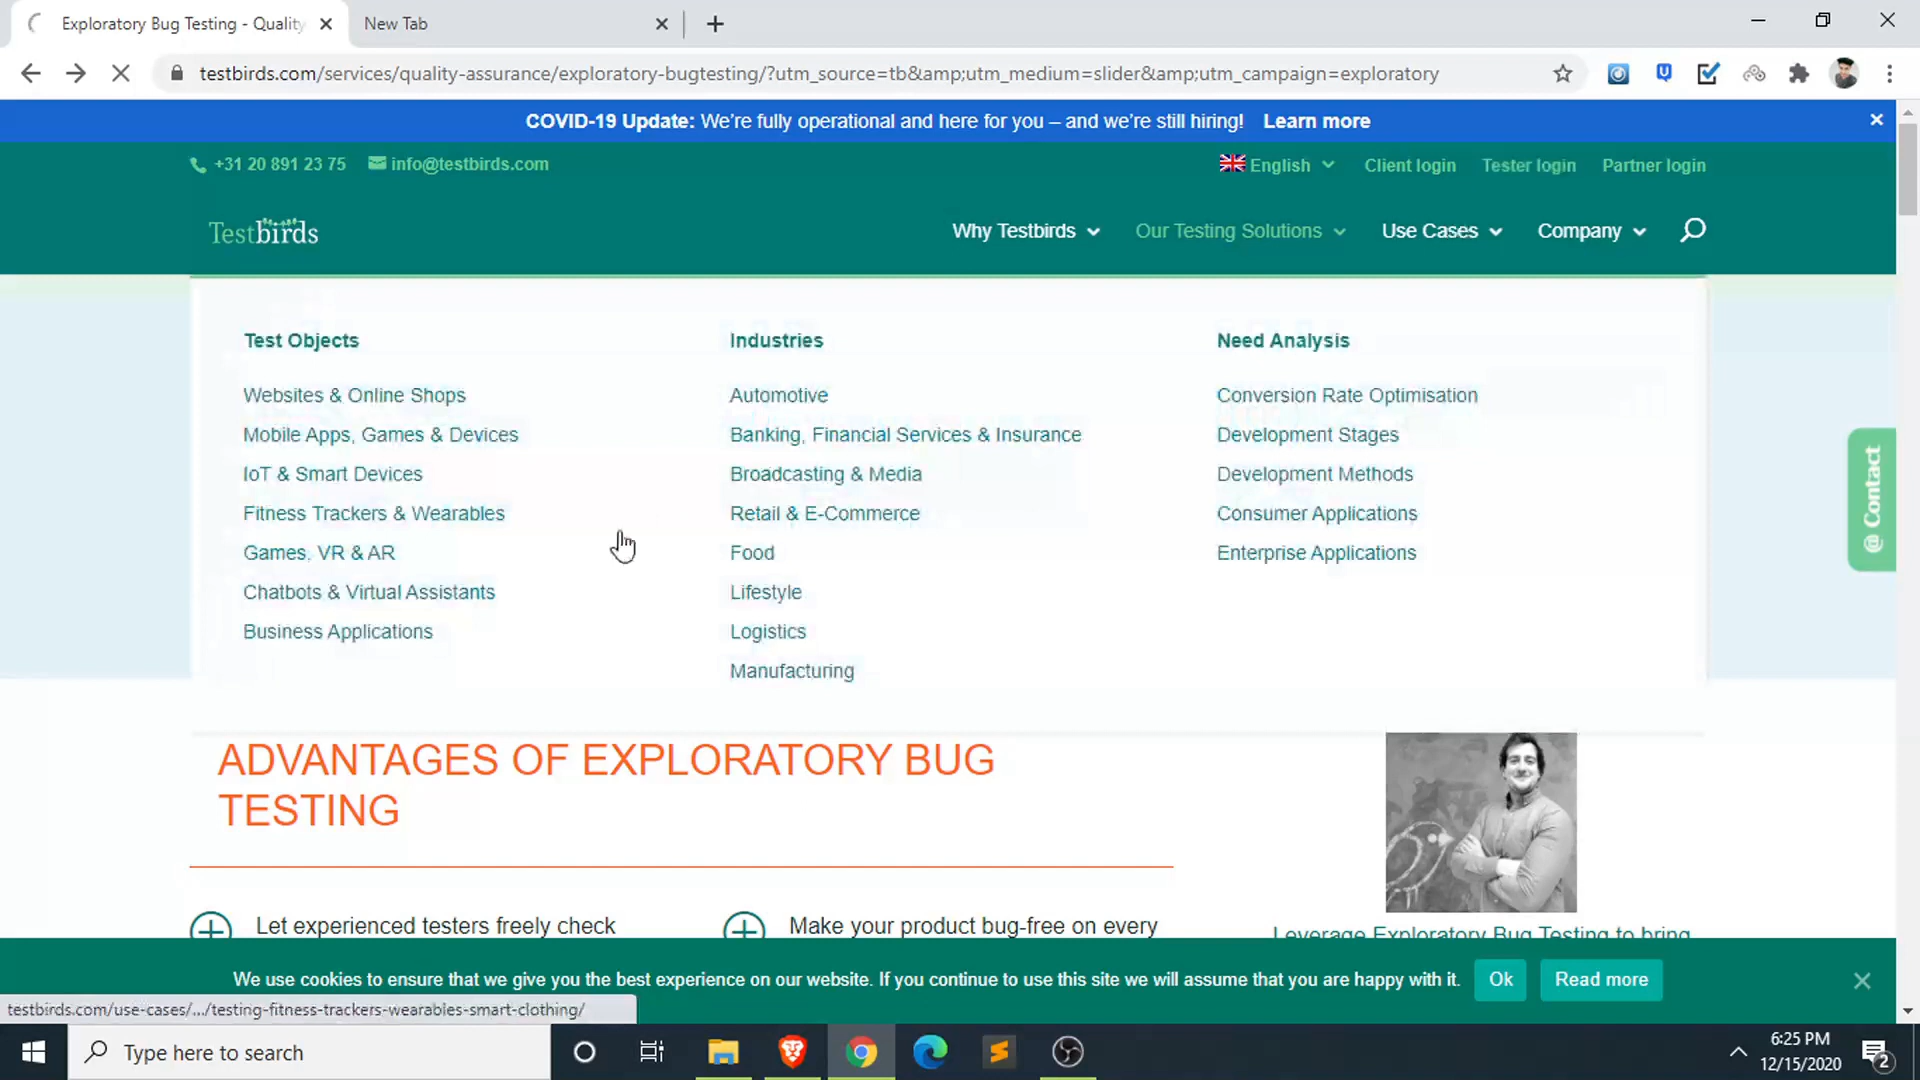 Exploratory Bug Testing - Quality
New Tab
testbirds.com/services/quality-assurance/exploratory-bugtesting/?utm_source=tb&amp;utm_medium=slider&amp;utm_campaign=exploratory
COVID-19 Update: We're fully operational and here for you – and we're still hiring! Learn more
+31 20 891 23 75 info@testbirds.com
English Client login Tester login Partner login
Testbirds
Why Testbirds Our Testing Solutions Use Cases Company
Test Objects
Websites & Online Shops
Mobile Apps, Games & Devices
IoT & Smart Devices
Fitness Trackers & Wearables
Games, VR & AR
Chatbots & Virtual Assistants
Business Applications
Industries
Automotive
Banking, Financial Services & Insurance
Broadcasting & Media
Retail & E-Commerce
Food
Lifestyle
Logistics
Manufacturing
Need Analysis
Conversion Rate Optimisation
Development Stages
Development Methods
Consumer Applications
Enterprise Applications
@ Contact
ADVANTAGES OF EXPLORATORY BUG
TESTING
Let experienced testers freely check
Make your product bug-free on every
Leverage Exploratory Bug Testing to bring
We use cookies to ensure that we give you the best experience on our website. If you continue to use this site we will assume that you are happy with it. Ok Read more
testbirds.com/use-cases/.../testing-fitness-trackers-wearables-smart-clothing/
Type here to search
6:25 PM
12/15/2020
2